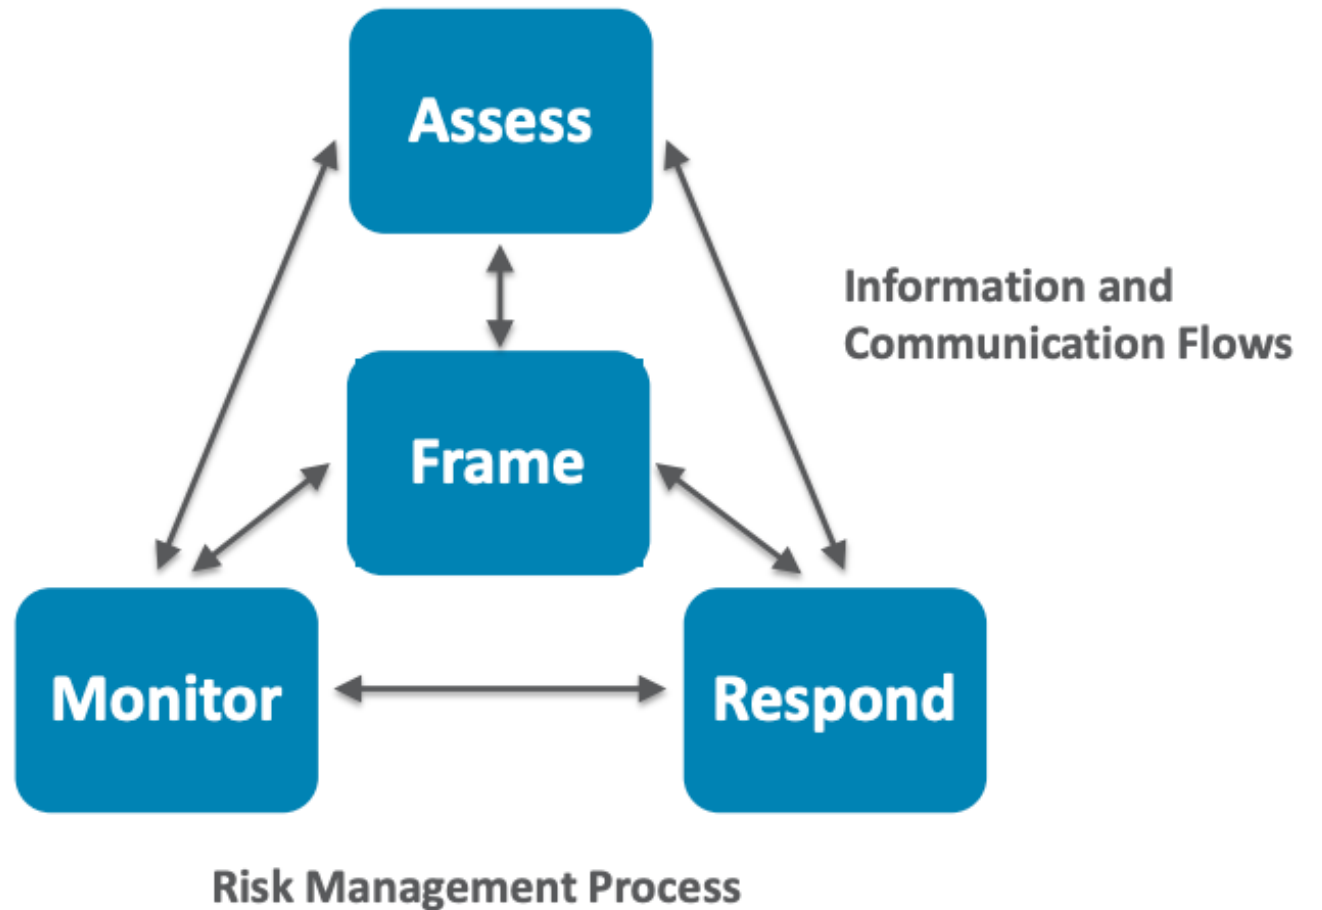 Assess
Information and
Communication Flows
Frame
Monitor
Respond
Risk Management Process